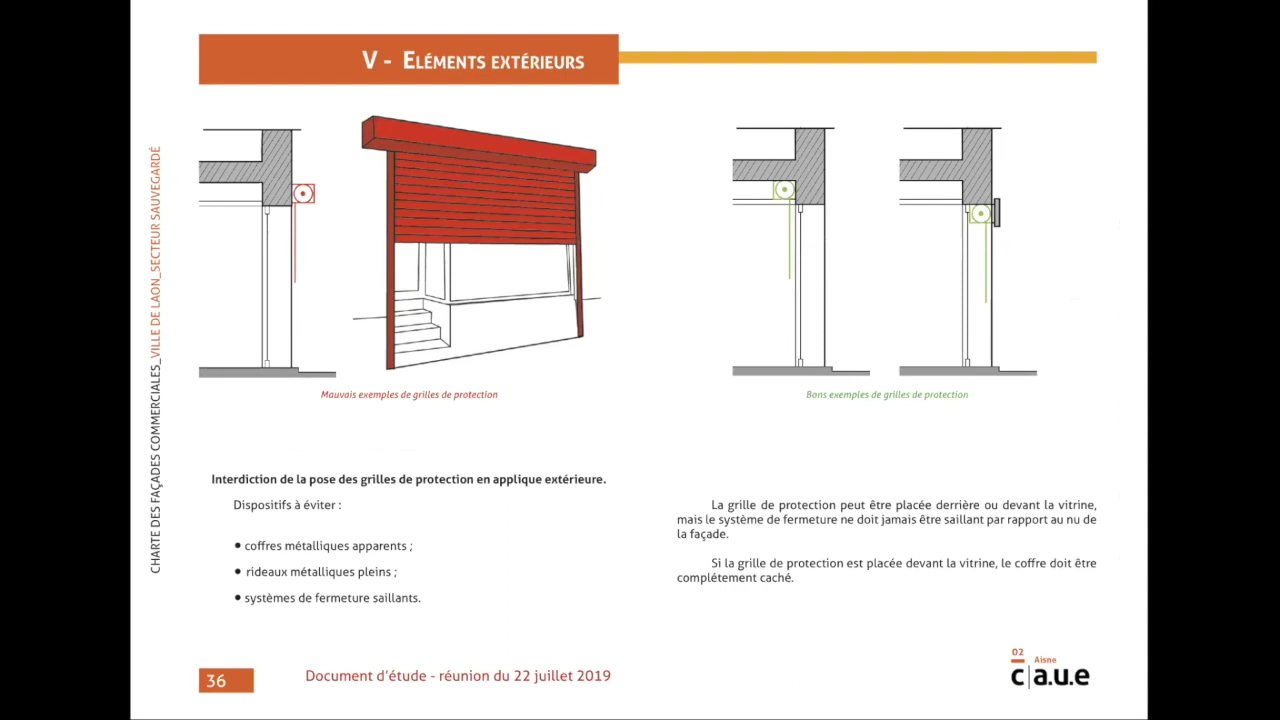 V - Eléments extérieurs
CHARTE DES FAÇADES COMMERCIALES_VILLE DE LAON_SECTEUR SAUVEGARDÉ
Mauvais exemples de grilles de protection
Bons exemples de grilles de protection
Interdiction de la pose des grilles de protection en applique extérieure.
Dispositifs à éviter :
• coffres métalliques apparents ;
• rideaux métalliques pleins ;
• systèmes de fermeture saillants.
La grille de protection peut être placée derrière ou devant la vitrine,
mais le système de fermeture ne doit jamais être saillant par rapport au nu de
la façade.
Si la grille de protection est placée devant la vitrine, le coffre doit être
complétement caché.
36
Document d'étude - réunion du 22 juillet 2019
02
Aisne
c|a.u.e